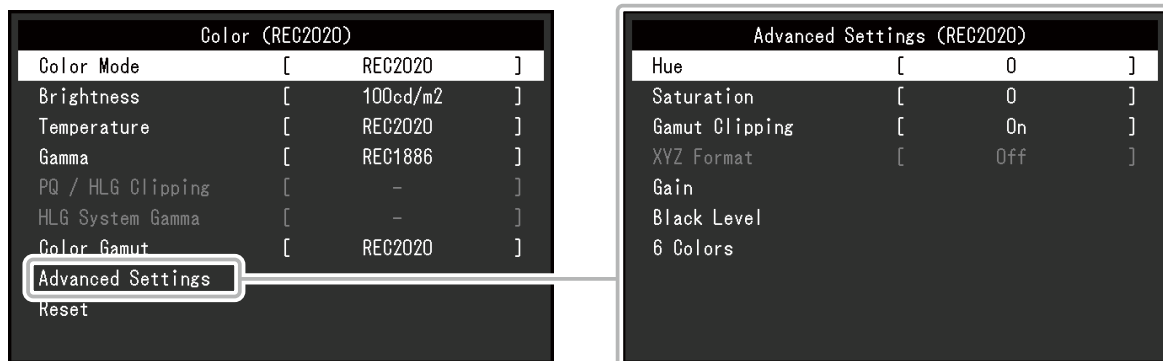 Color (REC2020)
Color Mode [ REC2020 ]
Brightness [ 100cd/m2 ]
Temperature [ REC2020 ]
Gamma [ REC1886 ]
PQ / HLG Clipping [ – ]
HLG System Gamma [ – ]
Color Gamut [ REC2020 ]
Advanced Settings
Reset
Advanced Settings (REC2020)
Hue [ 0 ]
Saturation [ 0 ]
Gamut Clipping [ On ]
XYZ Format [ Off ]
Gain
Black Level
6 Colors